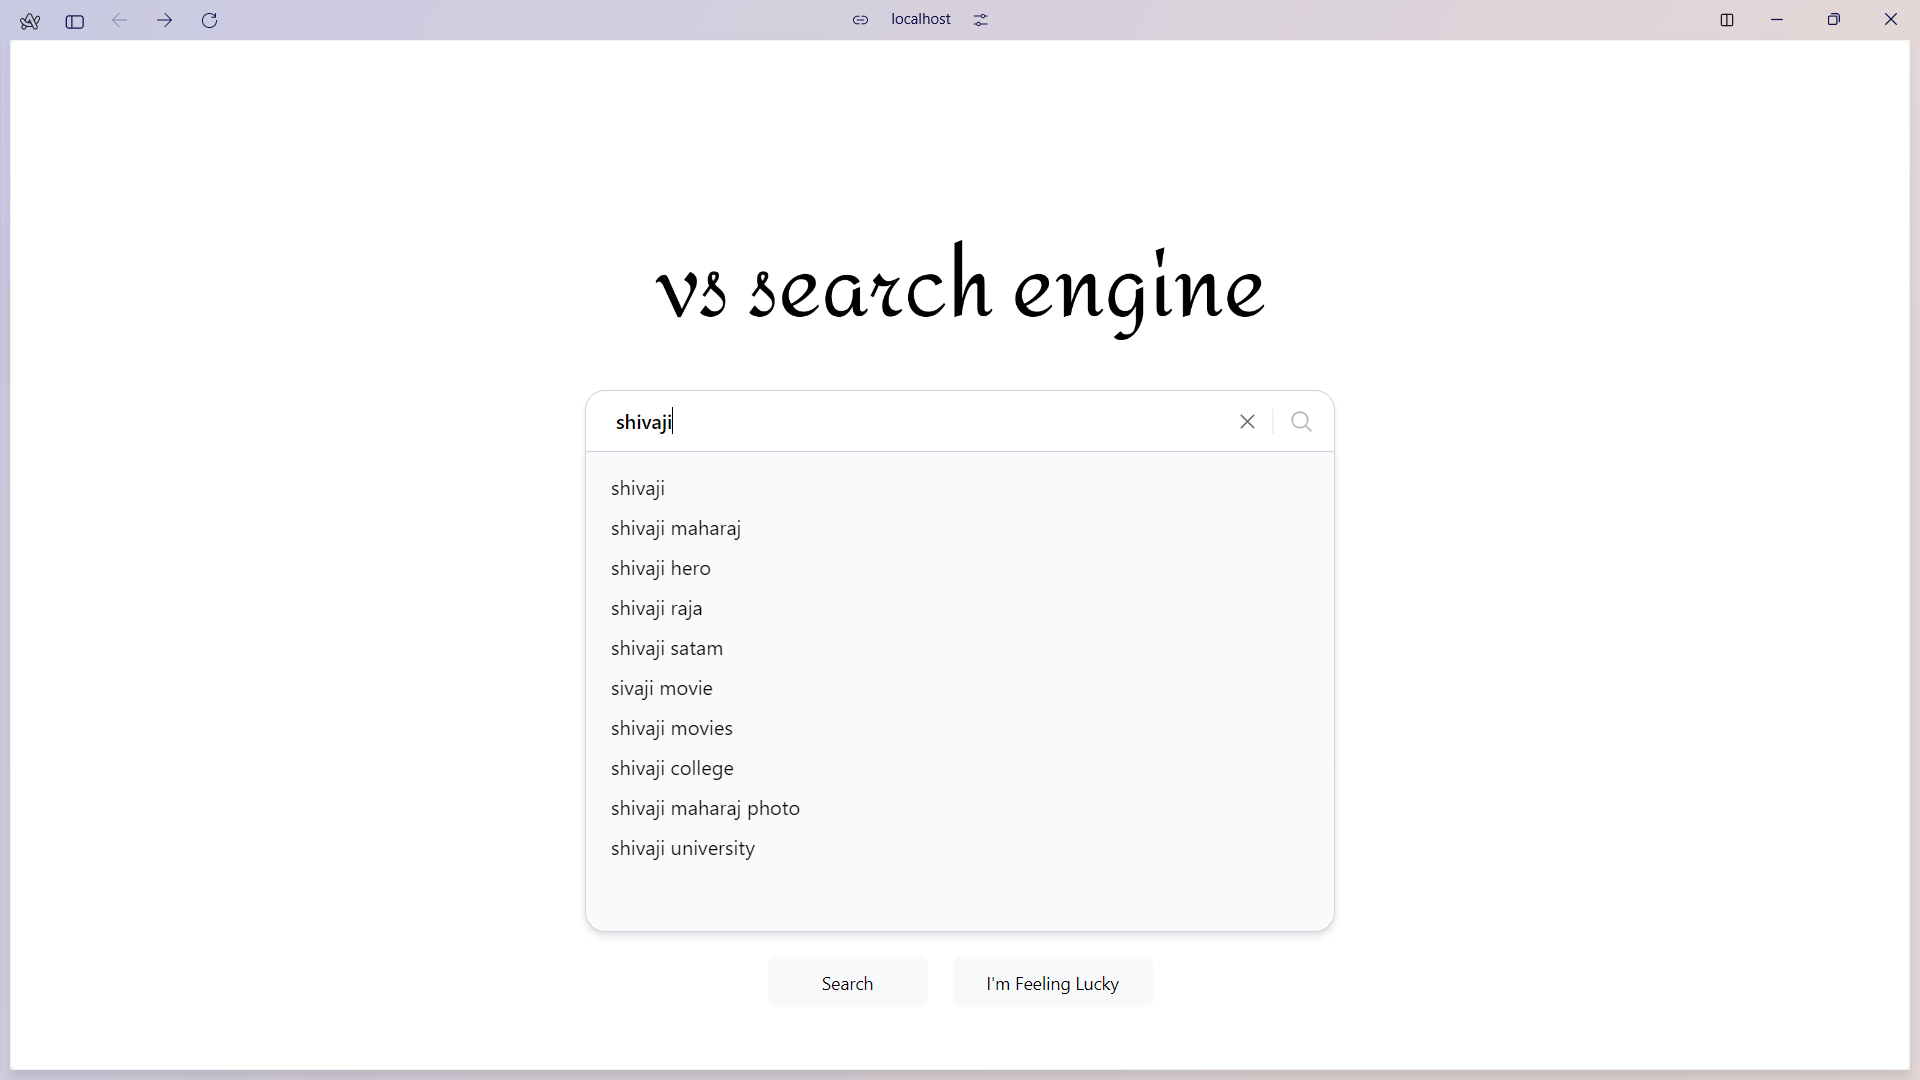 localhost
vs search engine
shivaji
shivaji
shivaji maharaj
shivaji hero
shivaji raja
shivaji satam
sivaji movie
shivaji movies
shivaji college
shivaji maharaj photo
shivaji university
Search
I'm Feeling Lucky